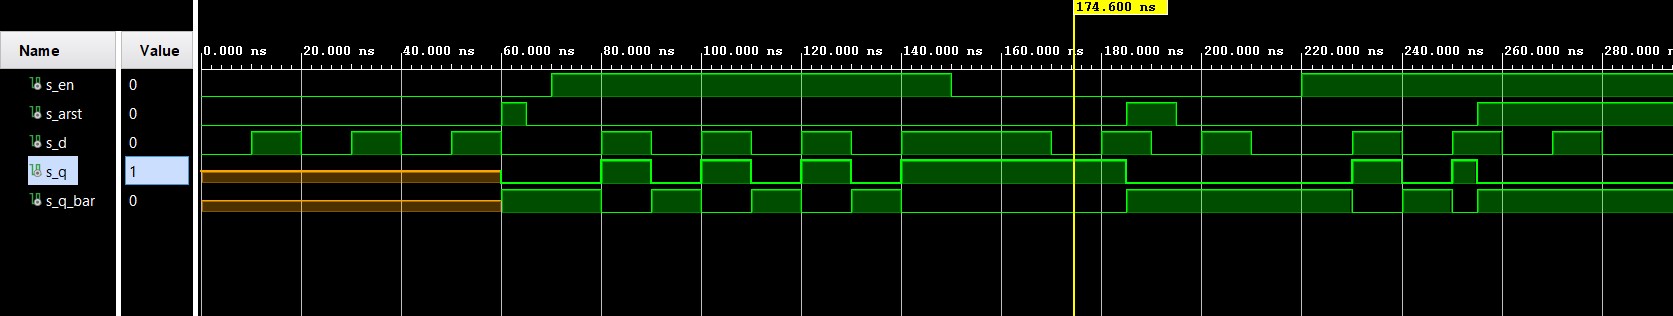 174.600 ns
Name Value 0.000 ns 20.000 ns 40.000 ns 60.000 ns 80.000 ns 100.000 ns 120.000 ns 140.000 ns 160.000 ns 180.000 ns 200.000 ns 220.000 ns 240.000 ns 260.000 ns 280.000 n
s_en 0
s_arst 0
s_d 0
s_q 1
s_q_bar 0